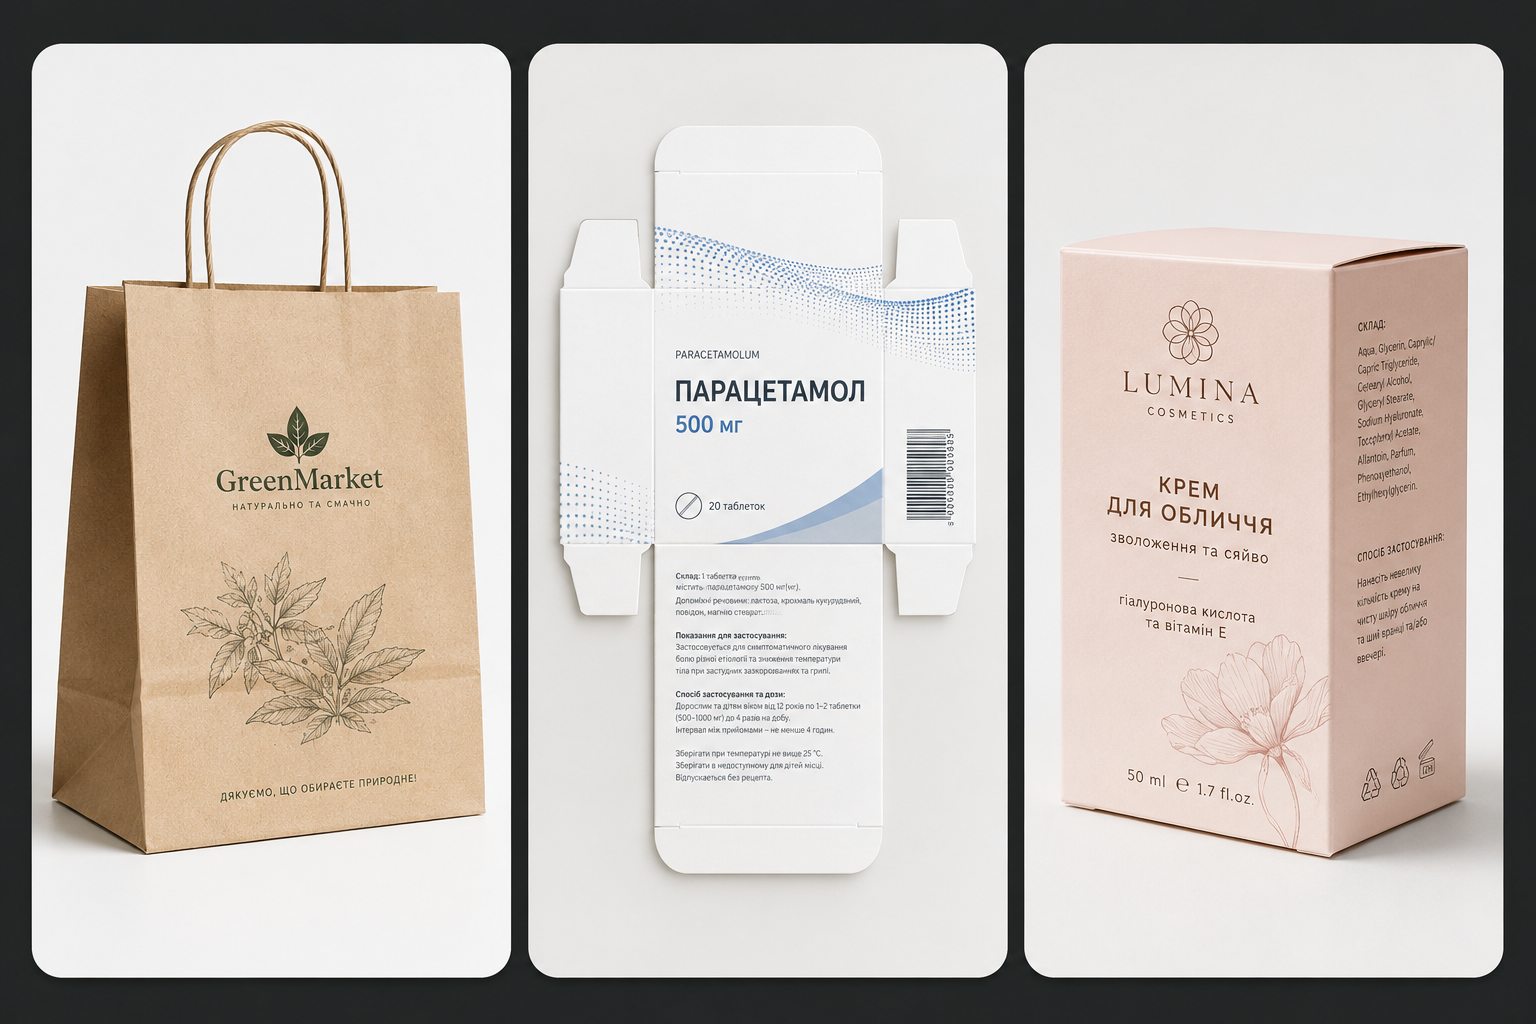 GreenMarket
НАТУРАЛЬНО ТА СМАЧНО
ДЯКУЄМО, ЩО ОБИРАЄТЕ ПРИРОДНЕ!
PARACETAMOLUM
ПАРАЦЕТАМОЛ
500 мг
20 таблеток
Склад: 1 таблетка
містить парацетамолу 500 мг
Допоміжні речовини: лактоза, крохмаль кукурудзяний,
повідон, магнію
Показання для застосування:
Застосовується для симптоматичного лікування
болю різної етіології та зниження температури
тіла при застудних та грипі.
Спосіб застосування та дози:
Дорослим та дітям віком від 12 років по 1–2 таблетки
(500–1000 мг) до 4 разів на добу.
Інтервал між прийомами – не менше 4 годин.
Зберігати при температурі не вище 25 °C.
Зберігати в недоступному для дітей місці.
Відпускається без рецепта.
LUMINA
COSMETICS
КРЕМ
ДЛЯ ОБЛИЧЧЯ
зволоження та сяйво
гіалуронова кислота
та вітамін Е
50 ml e 1.7 fl.oz.
СКЛАД:
Aqua, Glycerin, Caprylic/
Capric Triglyceride,
Cetearyl Alcohol,
Glyceryl Stearate,
Sodium Hyaluronate,
Acetate,
Allantoin, Parfum,
Phenoxyethanol,
Ethylhexylglycerin.
СПОСІБ ЗАСТОСУВАННЯ:
Нанесіть невелику
кількість крему на
чисту шкіру обличчя
та шиї вранці та/або
ввечері.